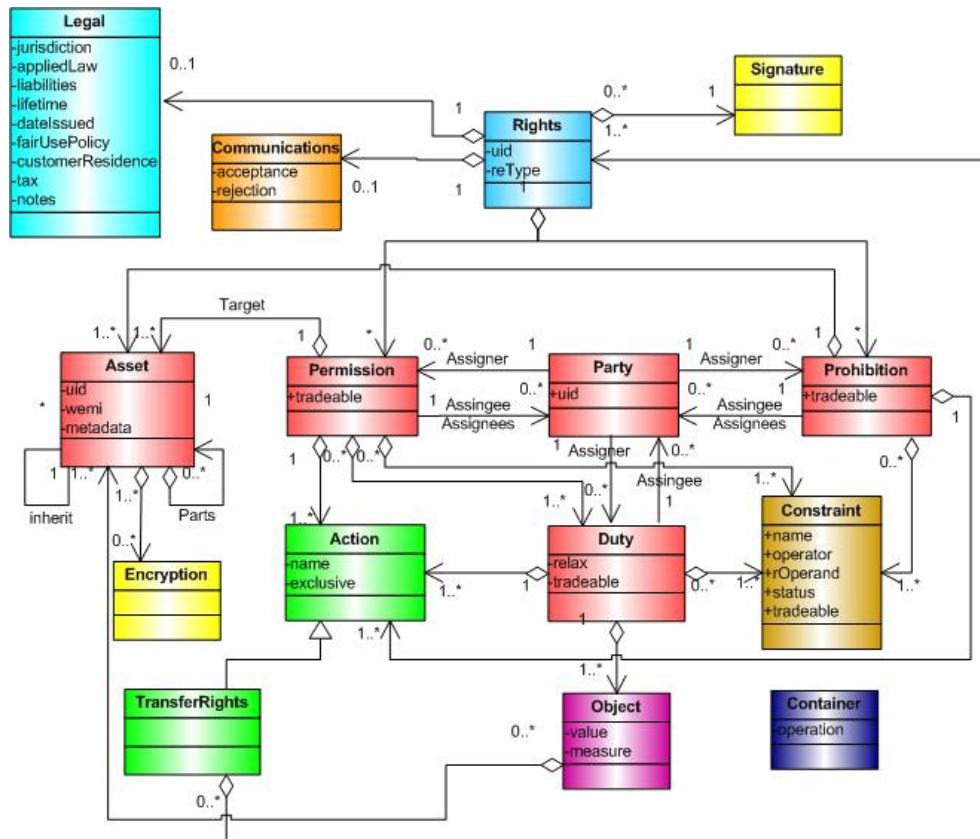 Legal
-jurisdiction
-appliedLaw
-liabilities
-lifetime
-dateIssued
-fairUsePolicy
-customerResidence
-tax
-notes
0..1
1
Communications
-acceptance
-rejection
0..1
1
Rights
-uid
-reType
1
0..*
1..*
1
Signature
Target
1..*
1..*
1
*
1
*
Asset
-uid
-wemi
-metadata
*
1
1
1..*
0..*
inherit
Parts
1..*
0..*
Encryption
Permission
+tradeable
0..*
Assigner
1
1
Assingee
Assignees
0..*
Party
+uid
1
Assigner
0..*
0..*
Assingee
Assignees
1
Prohibition
+tradeable
1
0..*
1
0..*
0..*
1
Assigner
0..*
0..*
Assingee
1
1..*
1..*
Action
-name
-exclusive
1..*
1
Duty
-relax
-tradeable
1
0..*
1..*
Constraint
+name
+operator
+rOperand
+status
+tradeable
1..*
1..*
1..*
TransferRights
0..*
0..*
Object
-value
-measure
Container
-operation